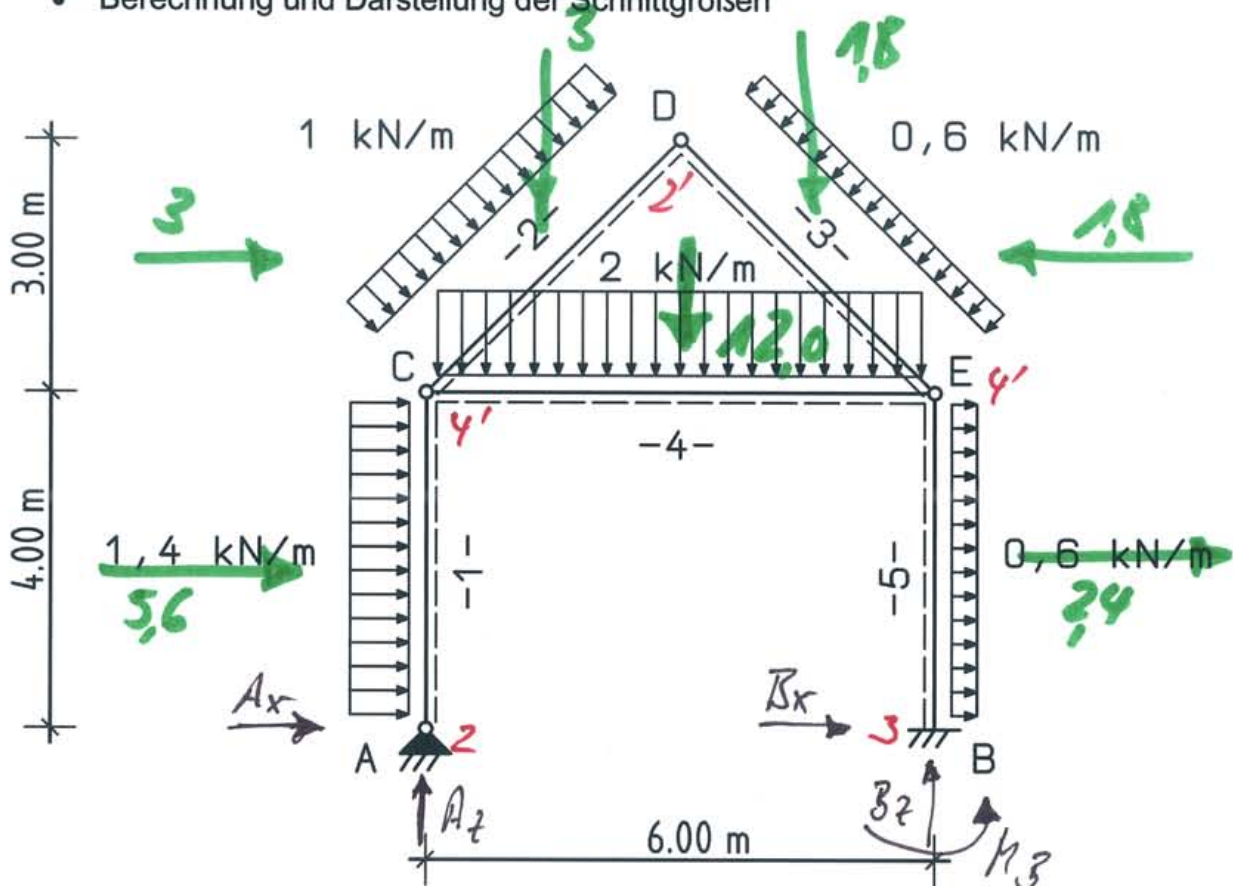 • Berechnung und Darstellung der Schnittgrößen
3
1,8
D
1 kN/m
0,6 kN/m
3
2'
1,8
-2-
-3-
3.00 m
2 kN/m
12,0
C
E
4'
4'
-4-
4.00 m
1,4 kN/m
5,6
-1-
-5-
0,6 kN/m
2,4
Ax
Bx
2
3
A
B
Az
Bz
MB
6.00 m